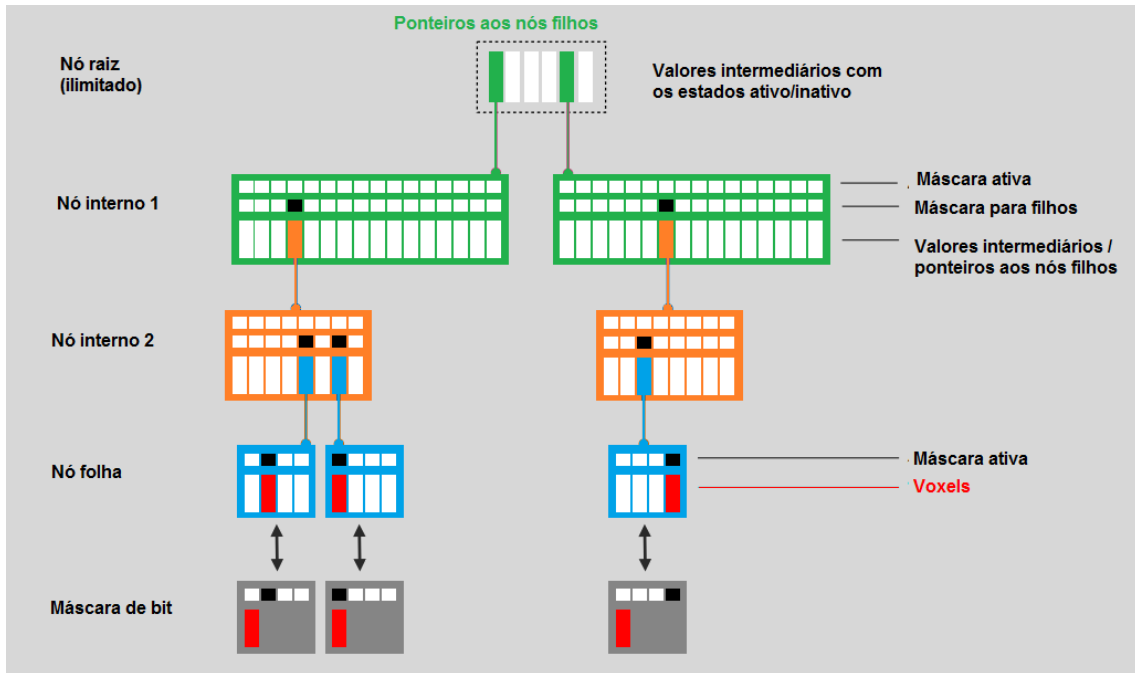 Ponteiros aos nós filhos
Nó raiz
(ilimitado)
Valores intermediários com
os estados ativo/inativo
Nó interno 1
Máscara ativa
Máscara para filhos
Valores intermediários /
ponteiros aos nós filhos
Nó interno 2
Nó folha
Máscara ativa
Voxels
Máscara de bit